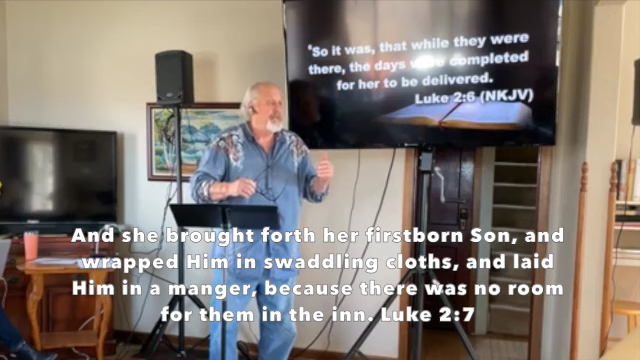 "So it was, that while they were
there, the days were completed
for her to be delivered.
Luke 2:6 (NKJV)
And she brought forth her firstborn Son, and
wrapped Him in swaddling cloths, and laid
Him in a manger, because there was no room
for them in the inn. Luke 2:7